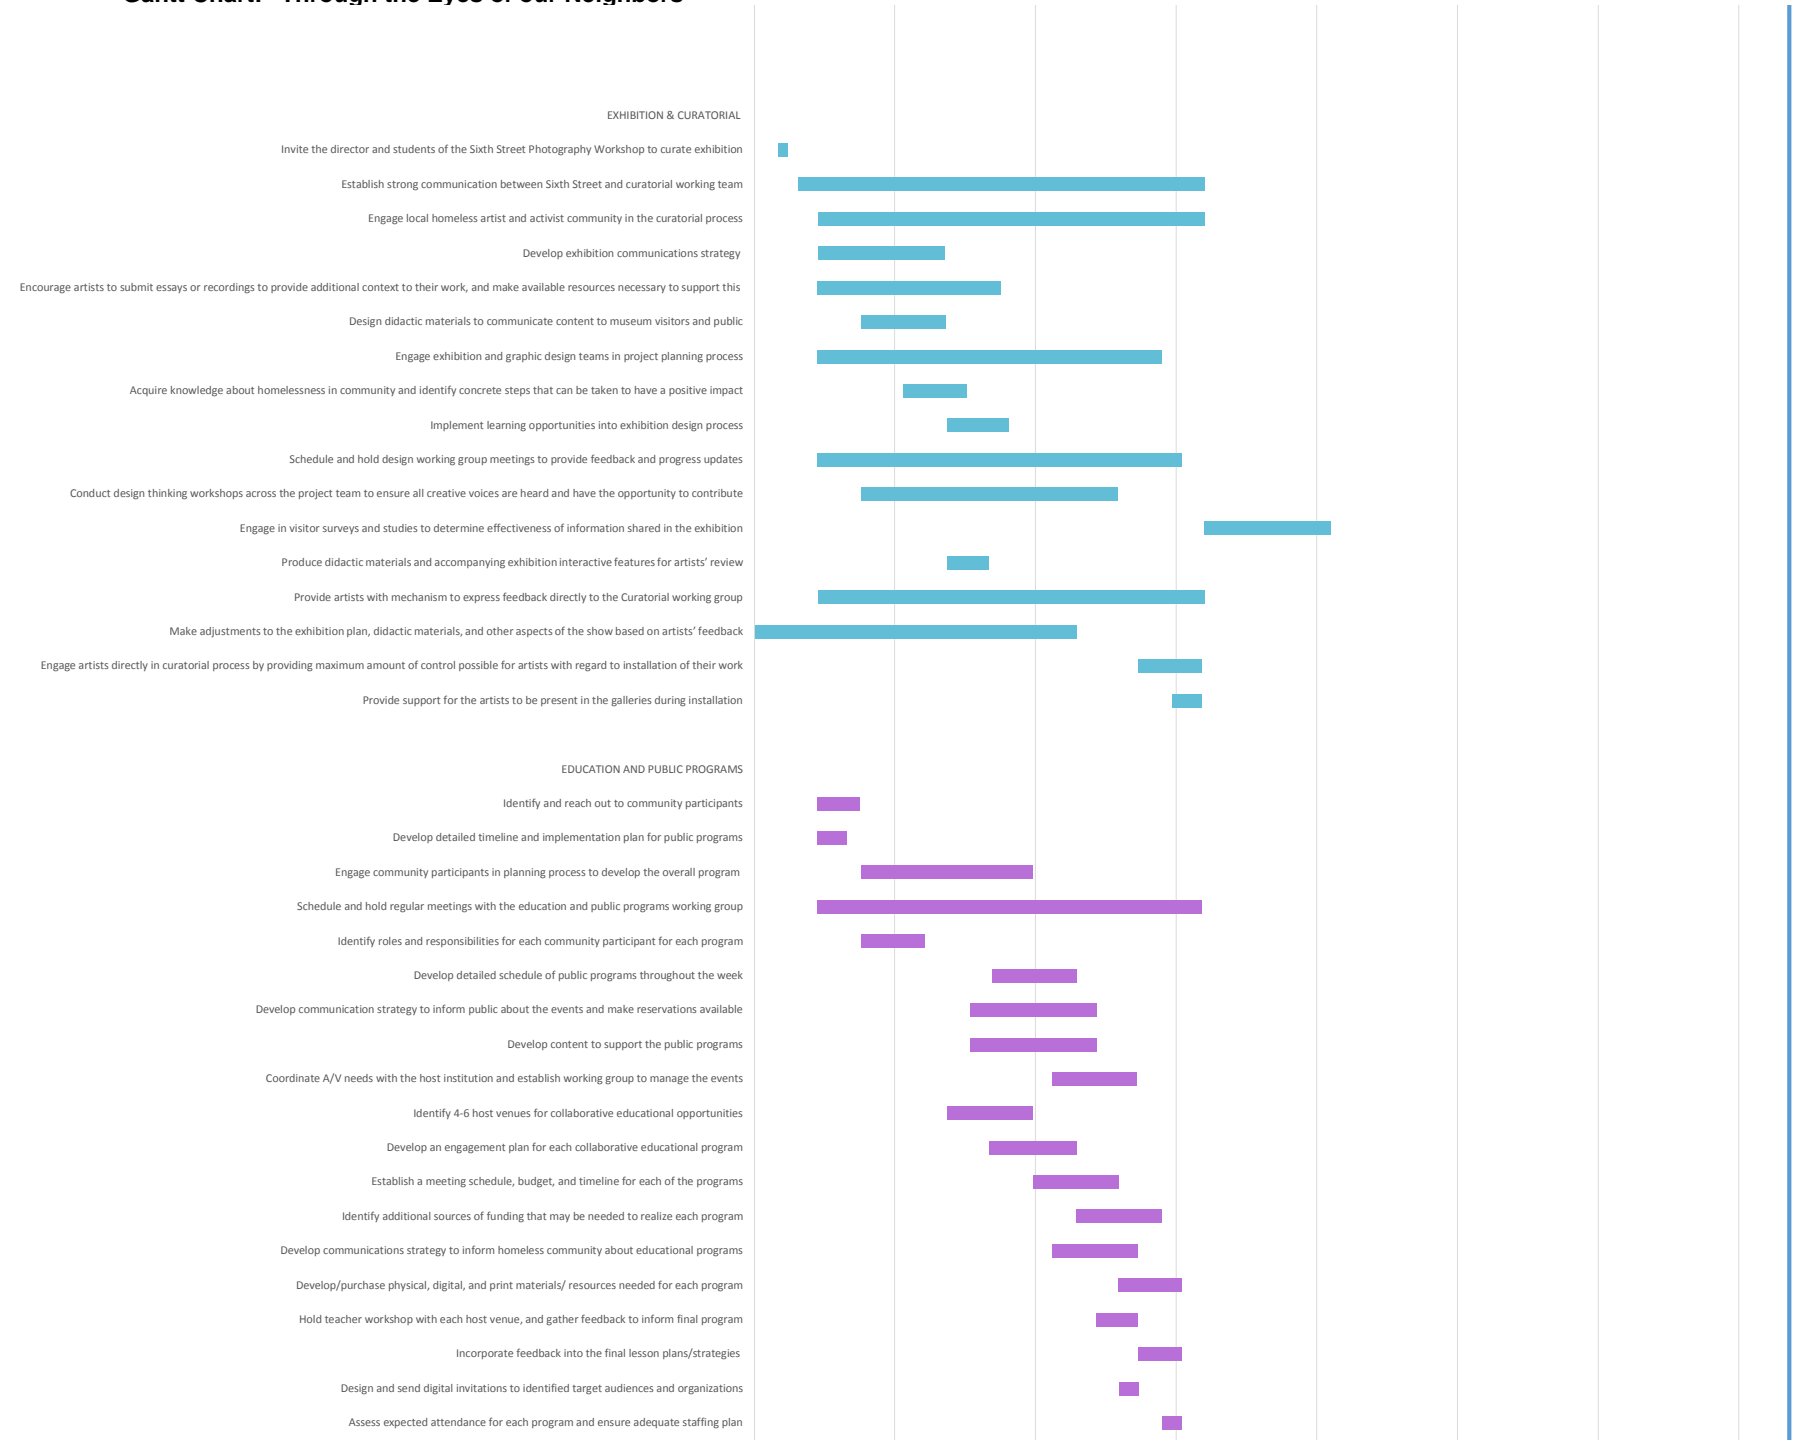 Gantt Chart: "Through the Eyes of our Neighbors"
EXHIBITION & CURATORIAL
Invite the director and students of the Sixth Street Photography Workshop to curate exhibition
Establish strong communication between Sixth Street and curatorial working team
Engage local homeless artist and activist community in the curatorial process
Develop exhibition communications strategy
Encourage artists to submit essays or recordings to provide additional context to their work, and make available resources necessary to support this
Design didactic materials to communicate content to museum visitors and public
Engage exhibition and graphic design teams in project planning process
Acquire knowledge about homelessness in community and identify concrete steps that can be taken to have a positive impact
Implement learning opportunities into exhibition design process
Schedule and hold design working group meetings to provide feedback and progress updates
Conduct design thinking workshops across the project team to ensure all creative voices are heard and have the opportunity to contribute
Engage in visitor surveys and studies to determine effectiveness of information shared in the exhibition
Produce didactic materials and accompanying exhibition interactive features for artists’ review
Provide artists with mechanism to express feedback directly to the Curatorial working group
Make adjustments to the exhibition plan, didactic materials, and other aspects of the show based on artists’ feedback
Engage artists directly in curatorial process by providing maximum amount of control possible for artists with regard to installation of their work
Provide support for the artists to be present in the galleries during installation
EDUCATION AND PUBLIC PROGRAMS
Identify and reach out to community participants
Develop detailed timeline and implementation plan for public programs
Engage community participants in planning process to develop the overall program
Schedule and hold regular meetings with the education and public programs working group
Identify roles and responsibilities for each community participant for each program
Develop detailed schedule of public programs throughout the week
Develop communication strategy to inform public about the events and make reservations available
Develop content to support the public programs
Coordinate A/V needs with the host institution and establish working group to manage the events
Identify 4-6 host venues for collaborative educational opportunities
Develop an engagement plan for each collaborative educational program
Establish a meeting schedule, budget, and timeline for each of the programs
Identify additional sources of funding that may be needed to realize each program
Develop communications strategy to inform homeless community about educational programs
Develop/purchase physical, digital, and print materials/ resources needed for each program
Hold teacher workshop with each host venue, and gather feedback to inform final program
Incorporate feedback into the final lesson plans/strategies
Design and send digital invitations to identified target audiences and organizations
Assess expected attendance for each program and ensure adequate staffing plan